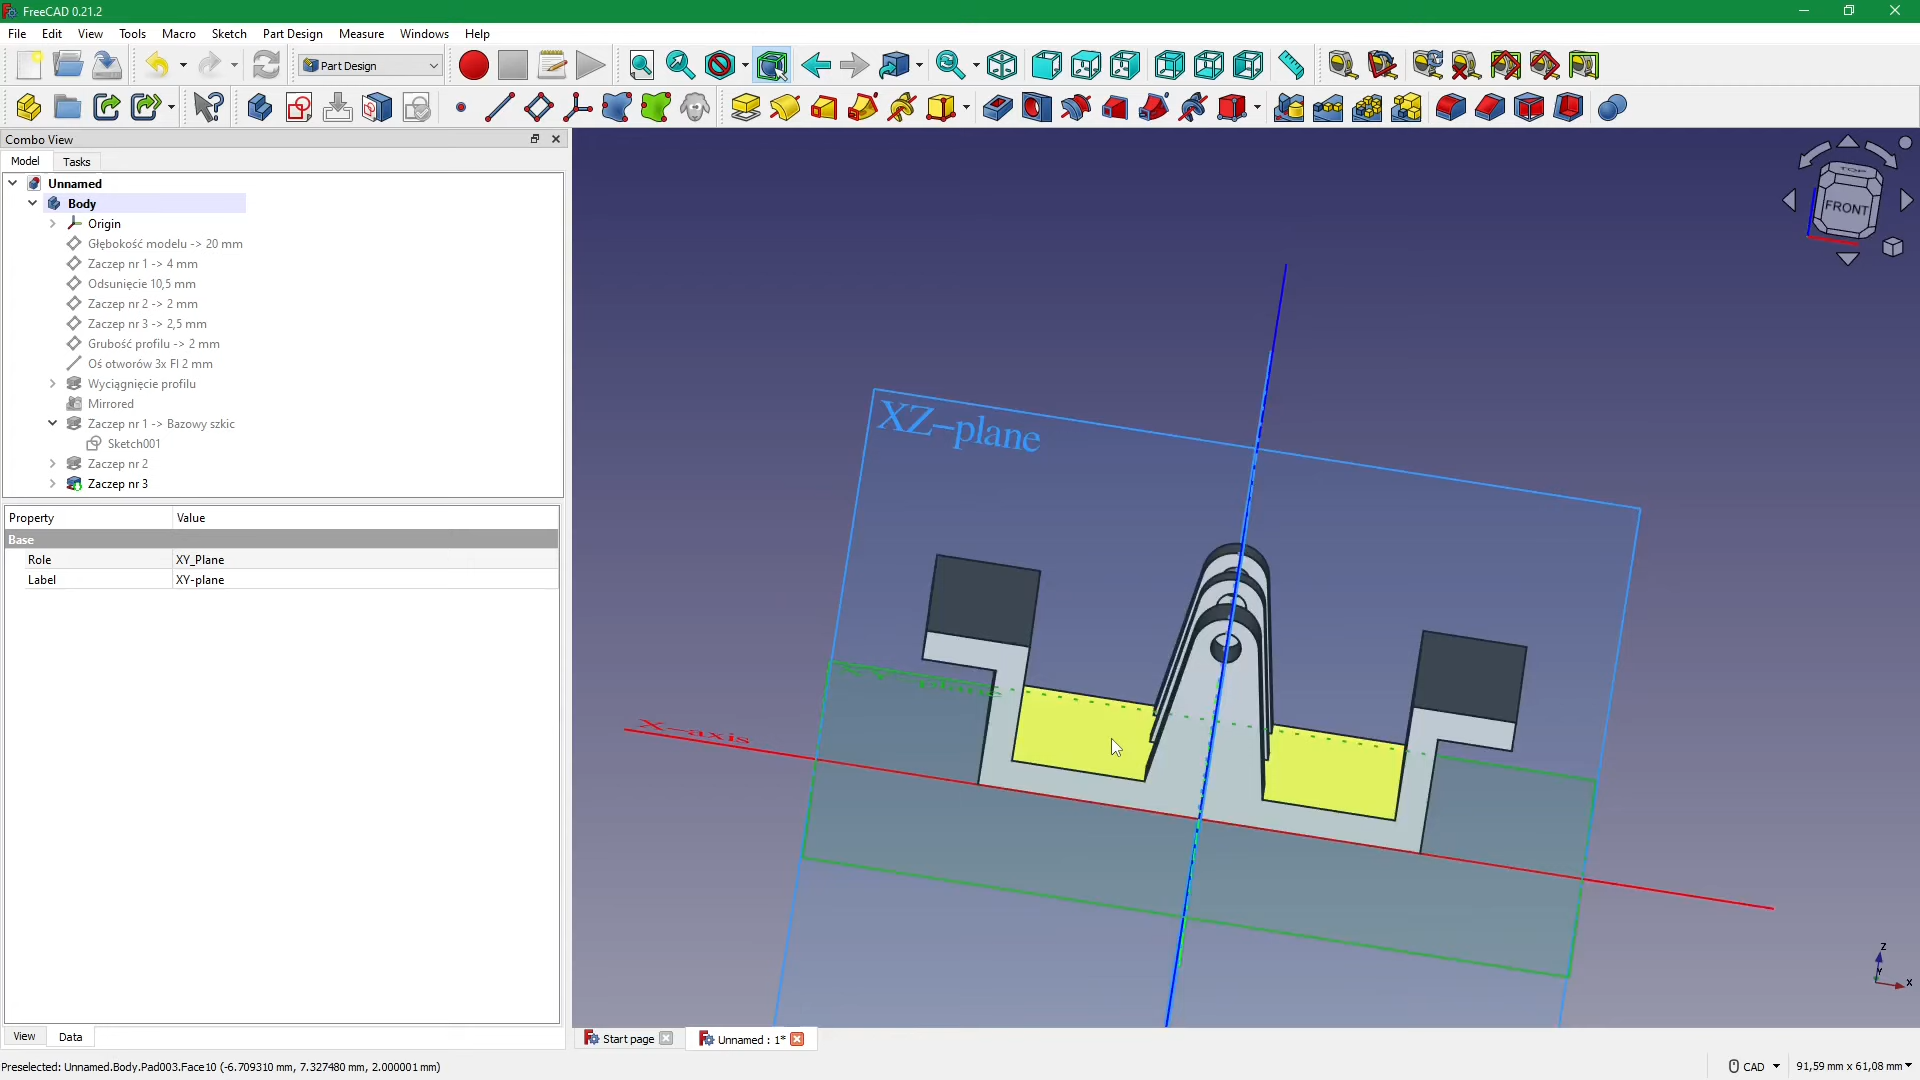 FreeCAD 0.21.2
File Edit View Tools Macro Sketch Part Design Measure Windows Help
Part Design
Combo View
Model Tasks
Unnamed
Body
Origin
Głębokość modelu -> 20 mm
Zaczep nr 1 -> 4 mm
Odsunięcie 10,5 mm
Zaczep nr 2 -> 2 mm
Zaczep nr 3 -> 2,5 mm
Grubość profilu -> 2 mm
Oś otworów 3x FI 2 mm
Wyciągnięcie profilu
Mirrored
Zaczep nr 1 -> Bazowy szkic
Sketch001
Zaczep nr 2
Zaczep nr 3
Property Value
Base
Role XY_Plane
Label XY-plane
View Data
TOP
FRONT
XZ-plane
X-axis
Z
Y
X
Start page Unnamed : 1*
Preselected: Unnamed.Body.Pad003.Face10 (-6.709310 mm, 7.327480 mm, 2.000001 mm)
CAD 91,59 mm x 61,08 mm